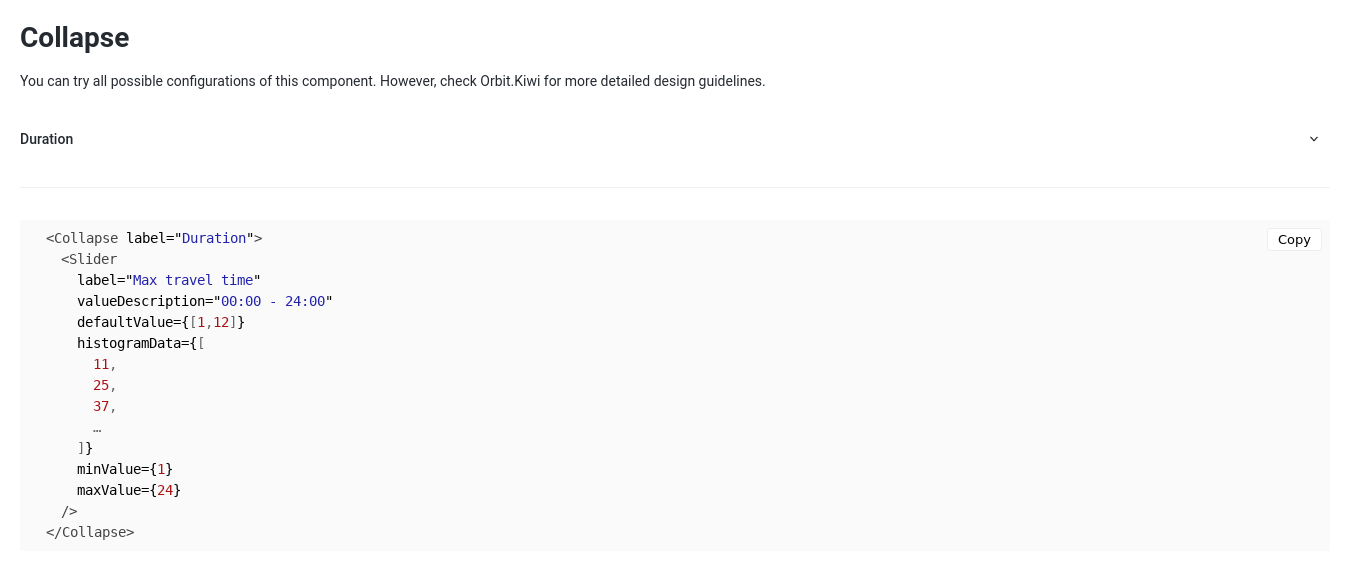 Collapse
You can try all possible configurations of this component. However, check Orbit.Kiwi for more detailed design guidelines.
Duration
Copy
<Collapse label="Duration">
  <Slider
    label="Max travel time"
    valueDescription="00:00 - 24:00"
    defaultValue={[1,12]}
    histogramData={[
      11,
      25,
      37,
      …
    ]}
    minValue={1}
    maxValue={24}
  />
</Collapse>